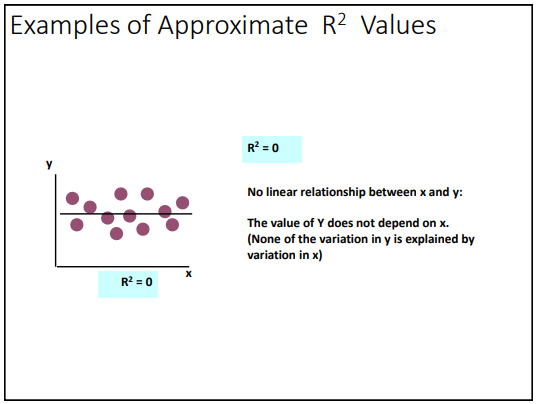 Examples of Approximate R² Values
R² = 0
y
No linear relationship between x and y:
The value of Y does not depend on x.
(None of the variation in y is explained by
variation in x)
x
R² = 0